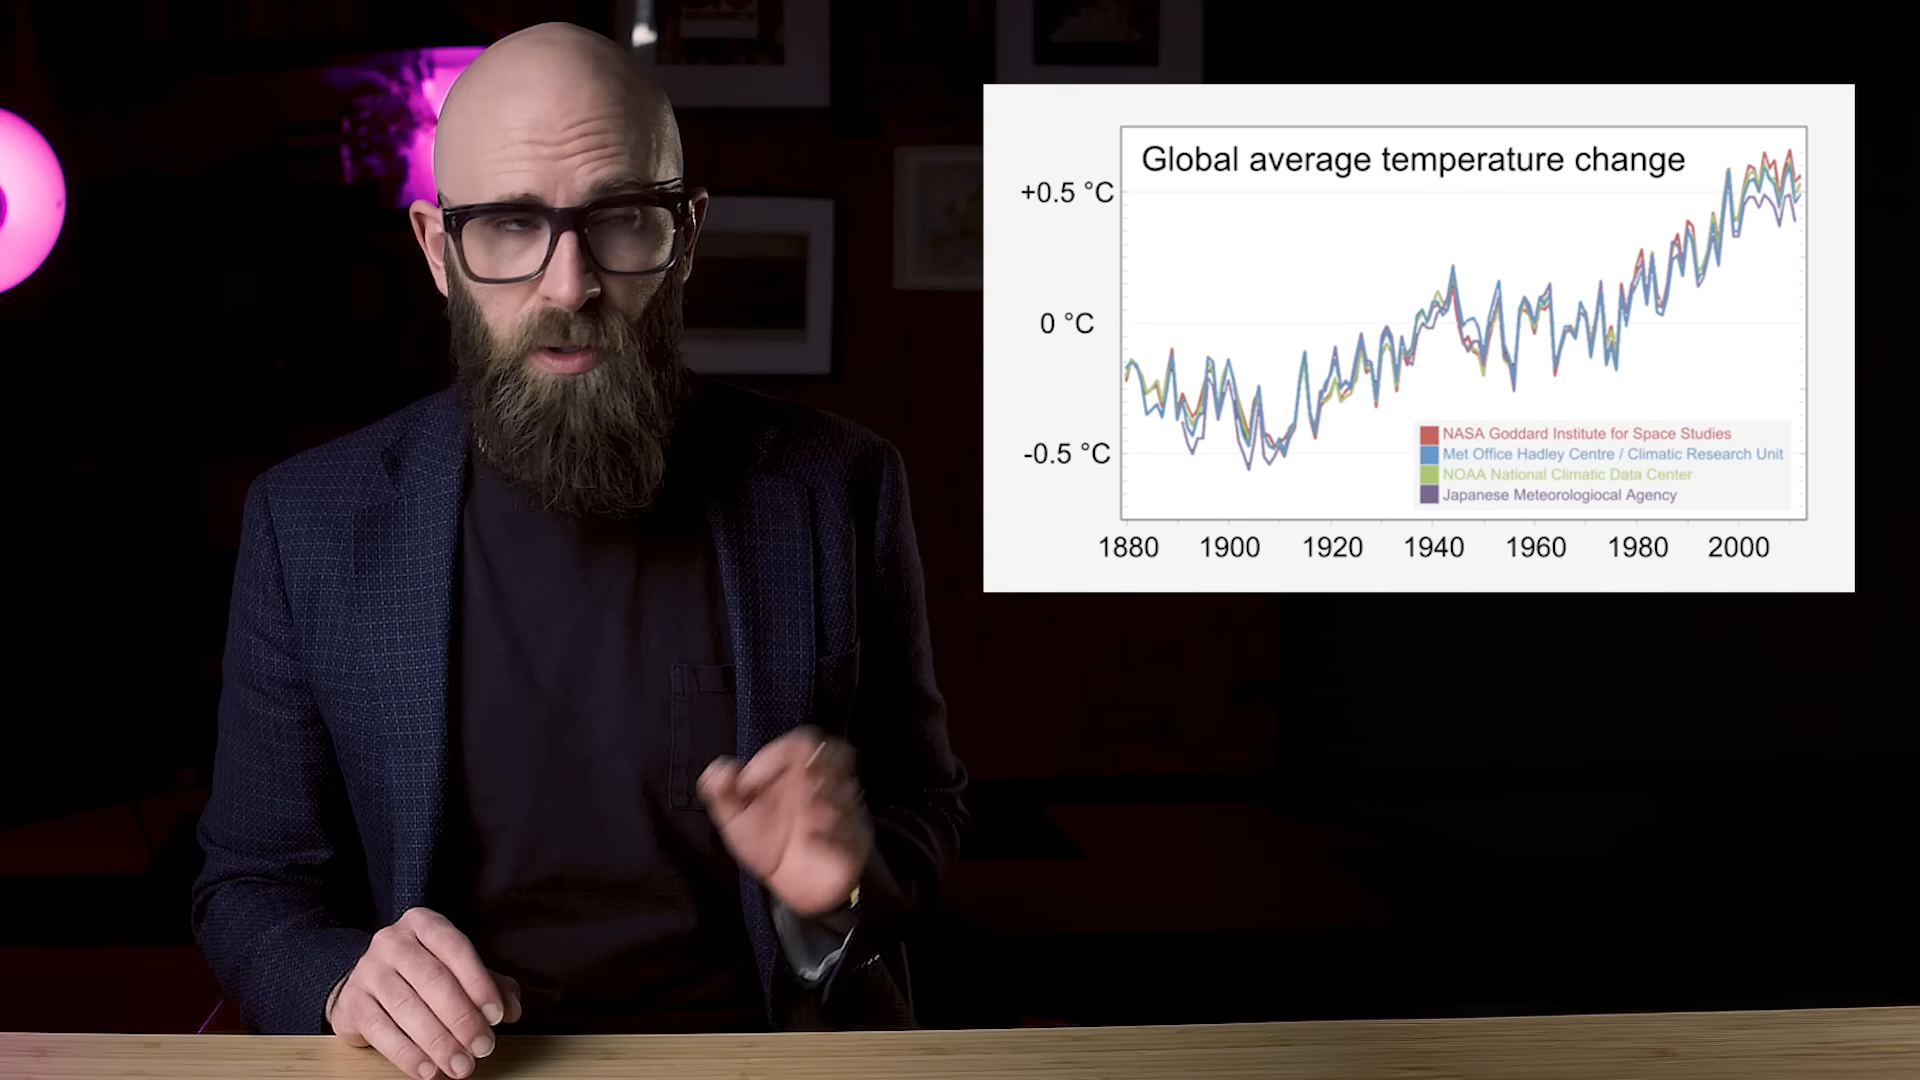 Global average temperature change
+0.5 °C
0 °C
-0.5 °C
NASA Goddard Institute for Space Studies
Met Office Hadley Centre / Climatic Research Unit
NOAA National Climatic Data Center
Japanese Meteorologiocal Agency
1880 1900 1920 1940 1960 1980 2000